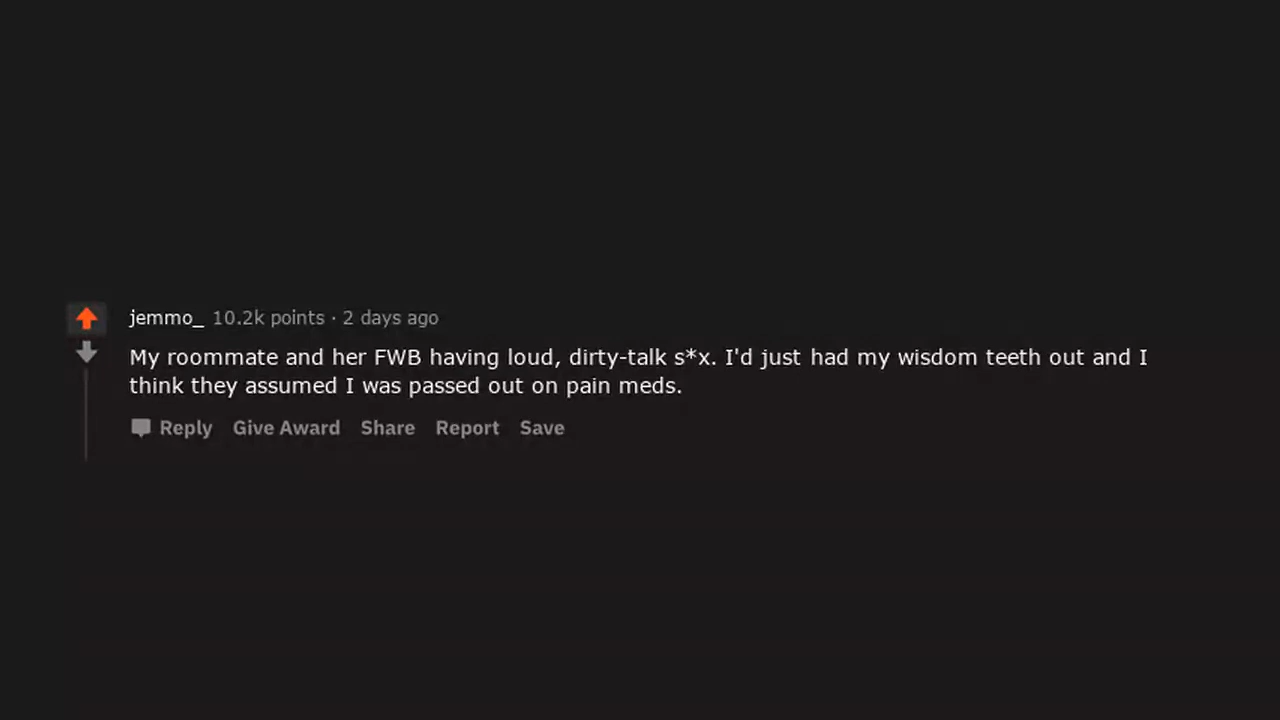 jemmo_ 10.2k points · 2 days ago
My roommate and her FWB having loud, dirty-talk s*x. I'd just had my wisdom teeth out and I
think they assumed I was passed out on pain meds.
Reply Give Award Share Report Save